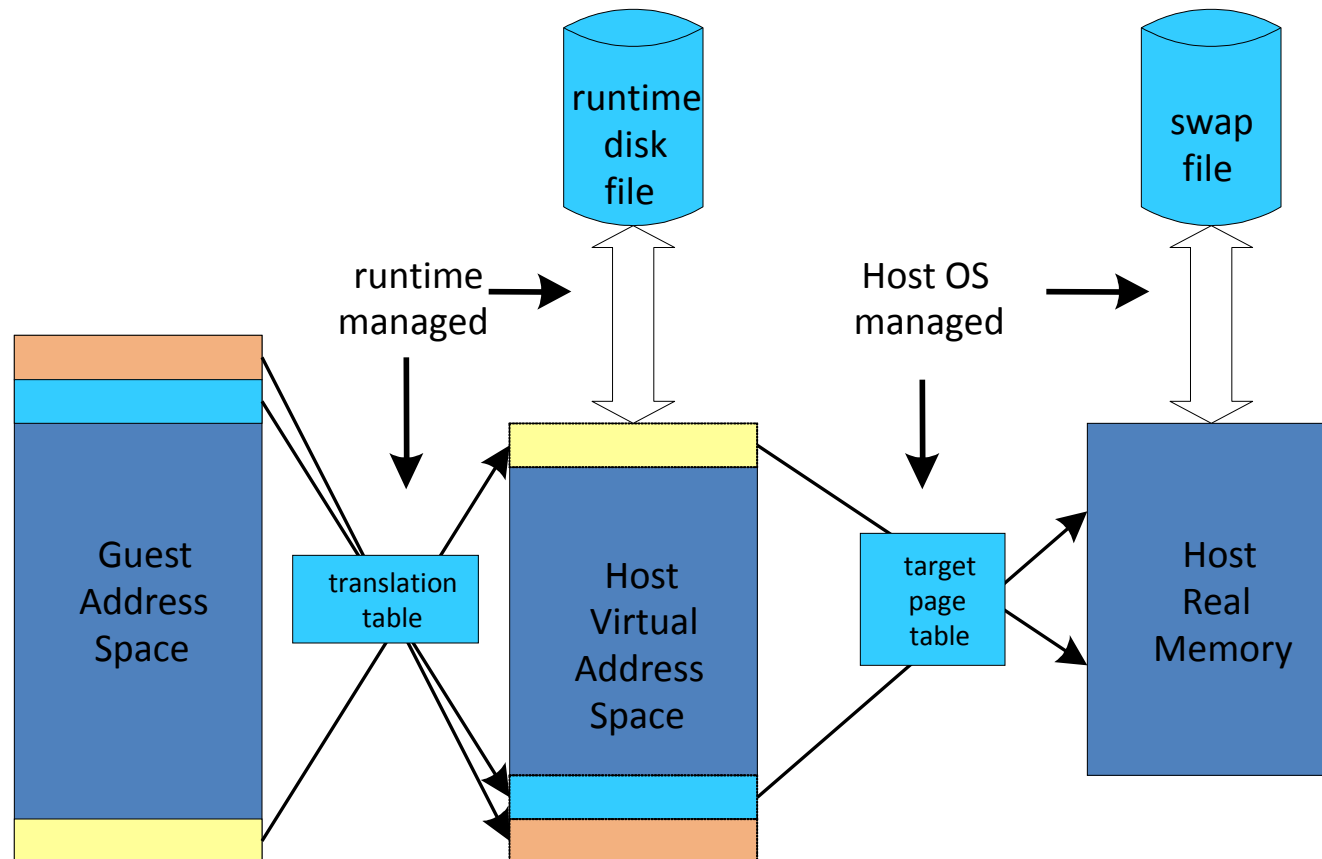 runtime
disk
file
swap
file
runtime
managed
Host OS
managed
Guest
Address
Space
translation
table
Host
Virtual
Address
Space
target
page
table
Host
Real
Memory